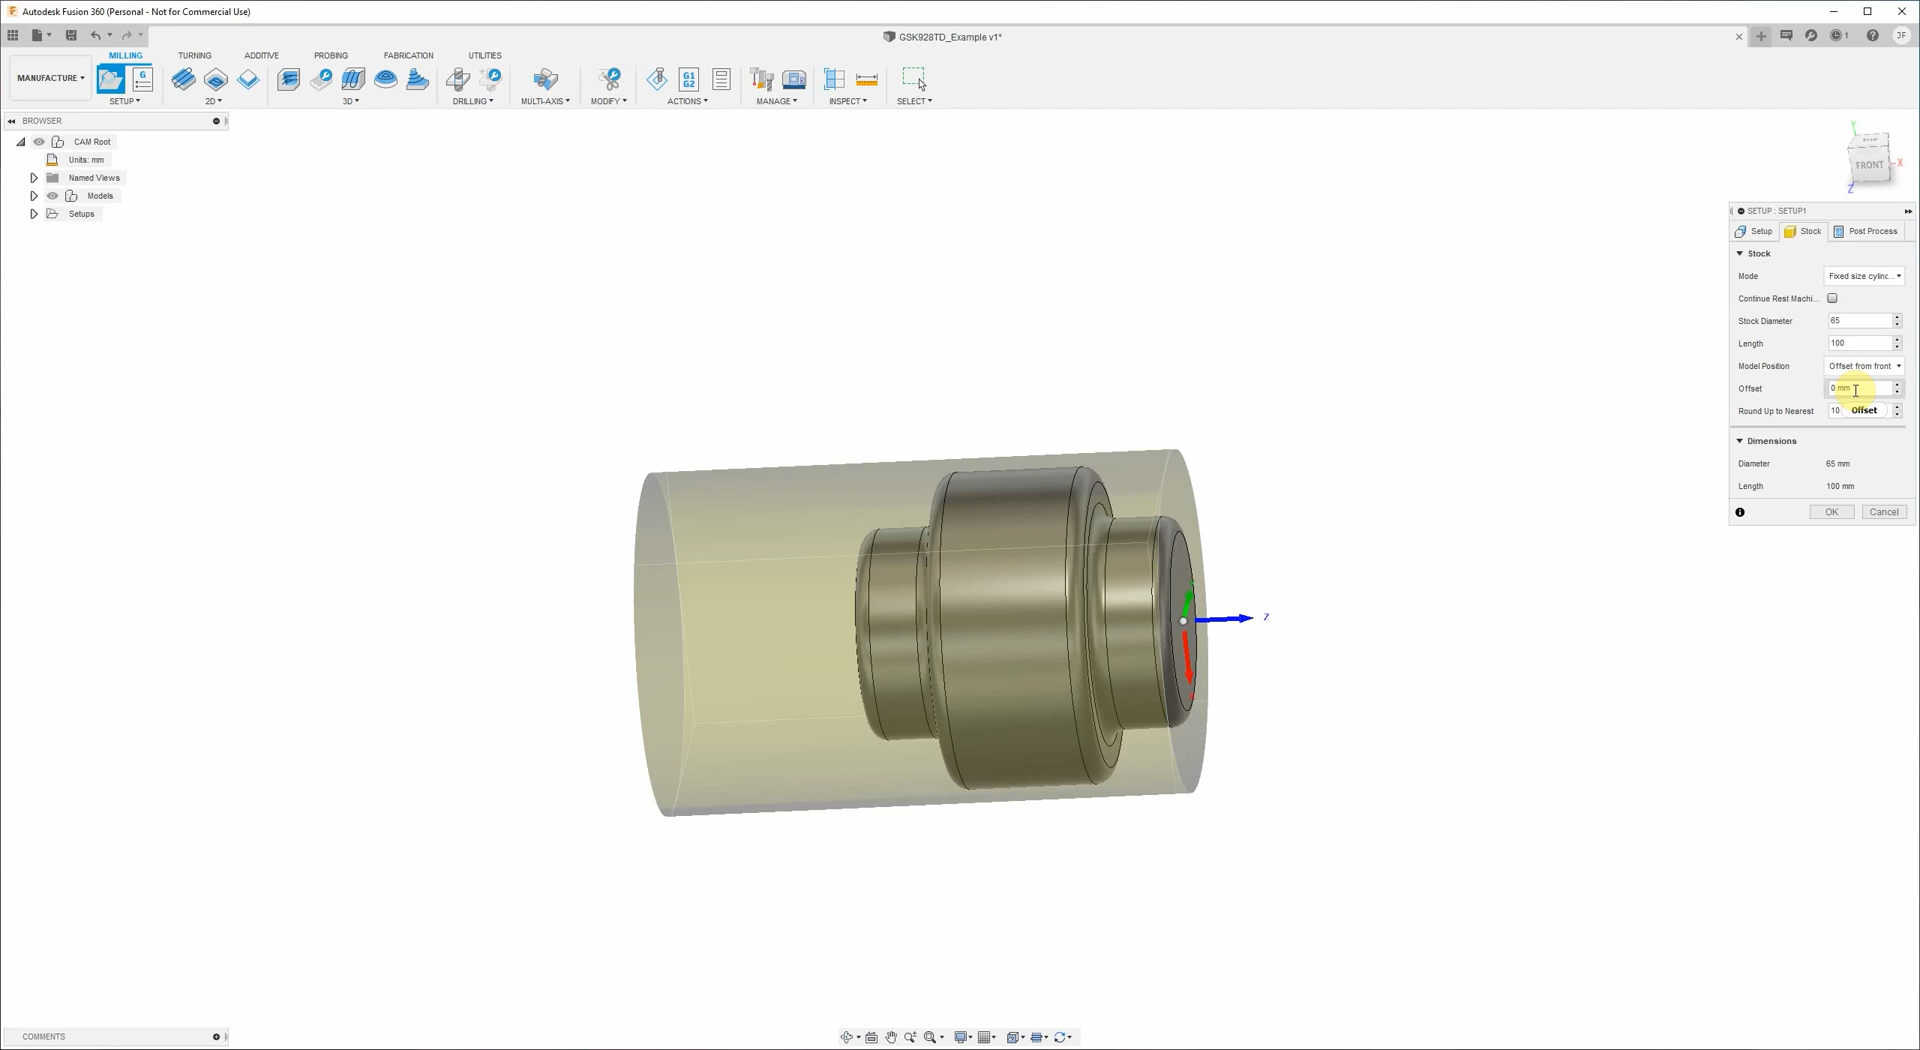 Autodesk Fusion 360 (Personal - Not for Commercial Use)
GSK928TD_Example v1*
1
JF
MILLING TURNING ADDITIVE PROBING FABRICATION UTILITIES
MANUFACTURE
G1
G2
SETUP 2D 3D DRILLING MULTI-AXIS MODIFY ACTIONS MANAGE INSPECT SELECT
BROWSER
CAM Root
Units: mm
Named Views
Models
Setups
Y
FRONT
X
Z
SETUP : SETUP1
Setup Stock Post Process
Stock
Mode Fixed size cylinc...
Continue Rest Machi...
Stock Diameter 65
Length 100
Model Position Offset from front
Offset 0 mm
Round Up to Nearest 10
Offset
Dimensions
Diameter 65 mm
Length 100 mm
OK Cancel
Z
COMMENTS